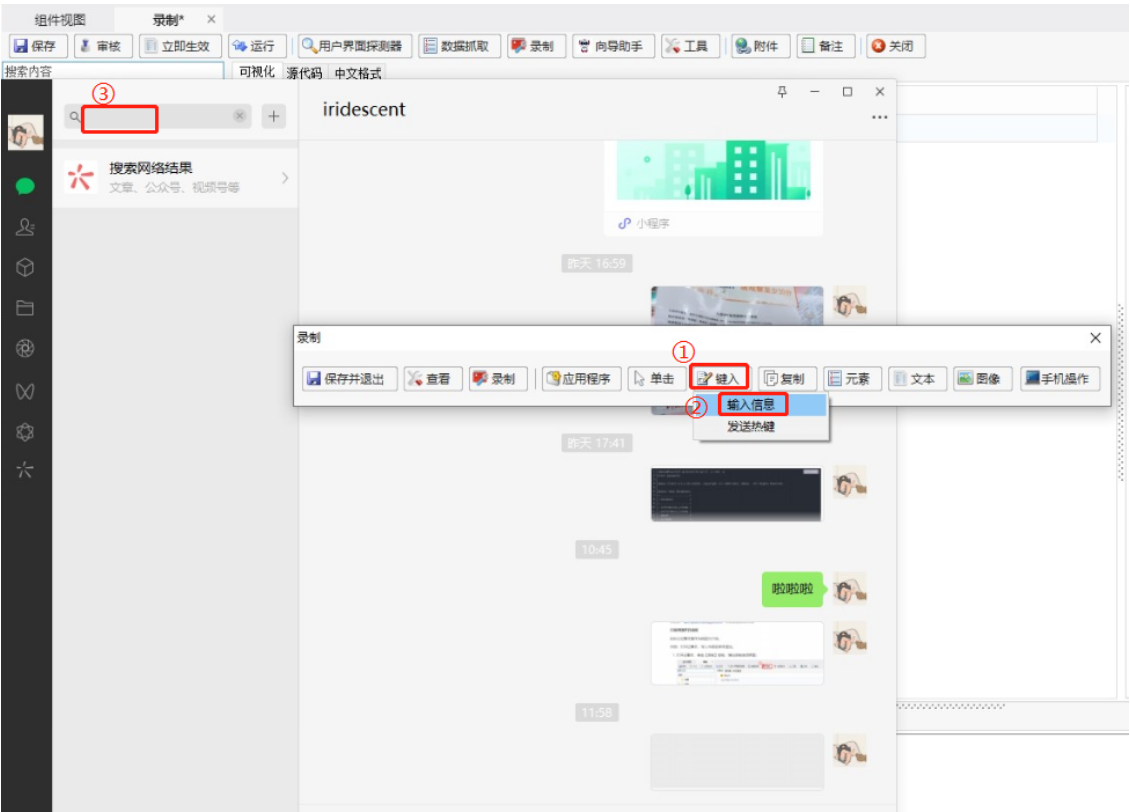 组件视图 录制* ×
保存 审核 立即生效 运行 用户界面探测器 数据抓取 录制 向导助手 工具 附件 备注 关闭
搜索内容 可视化 源代码 中文格式
③
iridescent
搜索网络结果
文章、公众号、视频号等
小程序
昨天 16:59
录制
①
保存并退出 查看 录制 应用程序 单击 键入 复制 元素 文本 图像 手机操作
② 输入信息
发送热键
昨天 17:41
10:45
啦啦啦
11:58